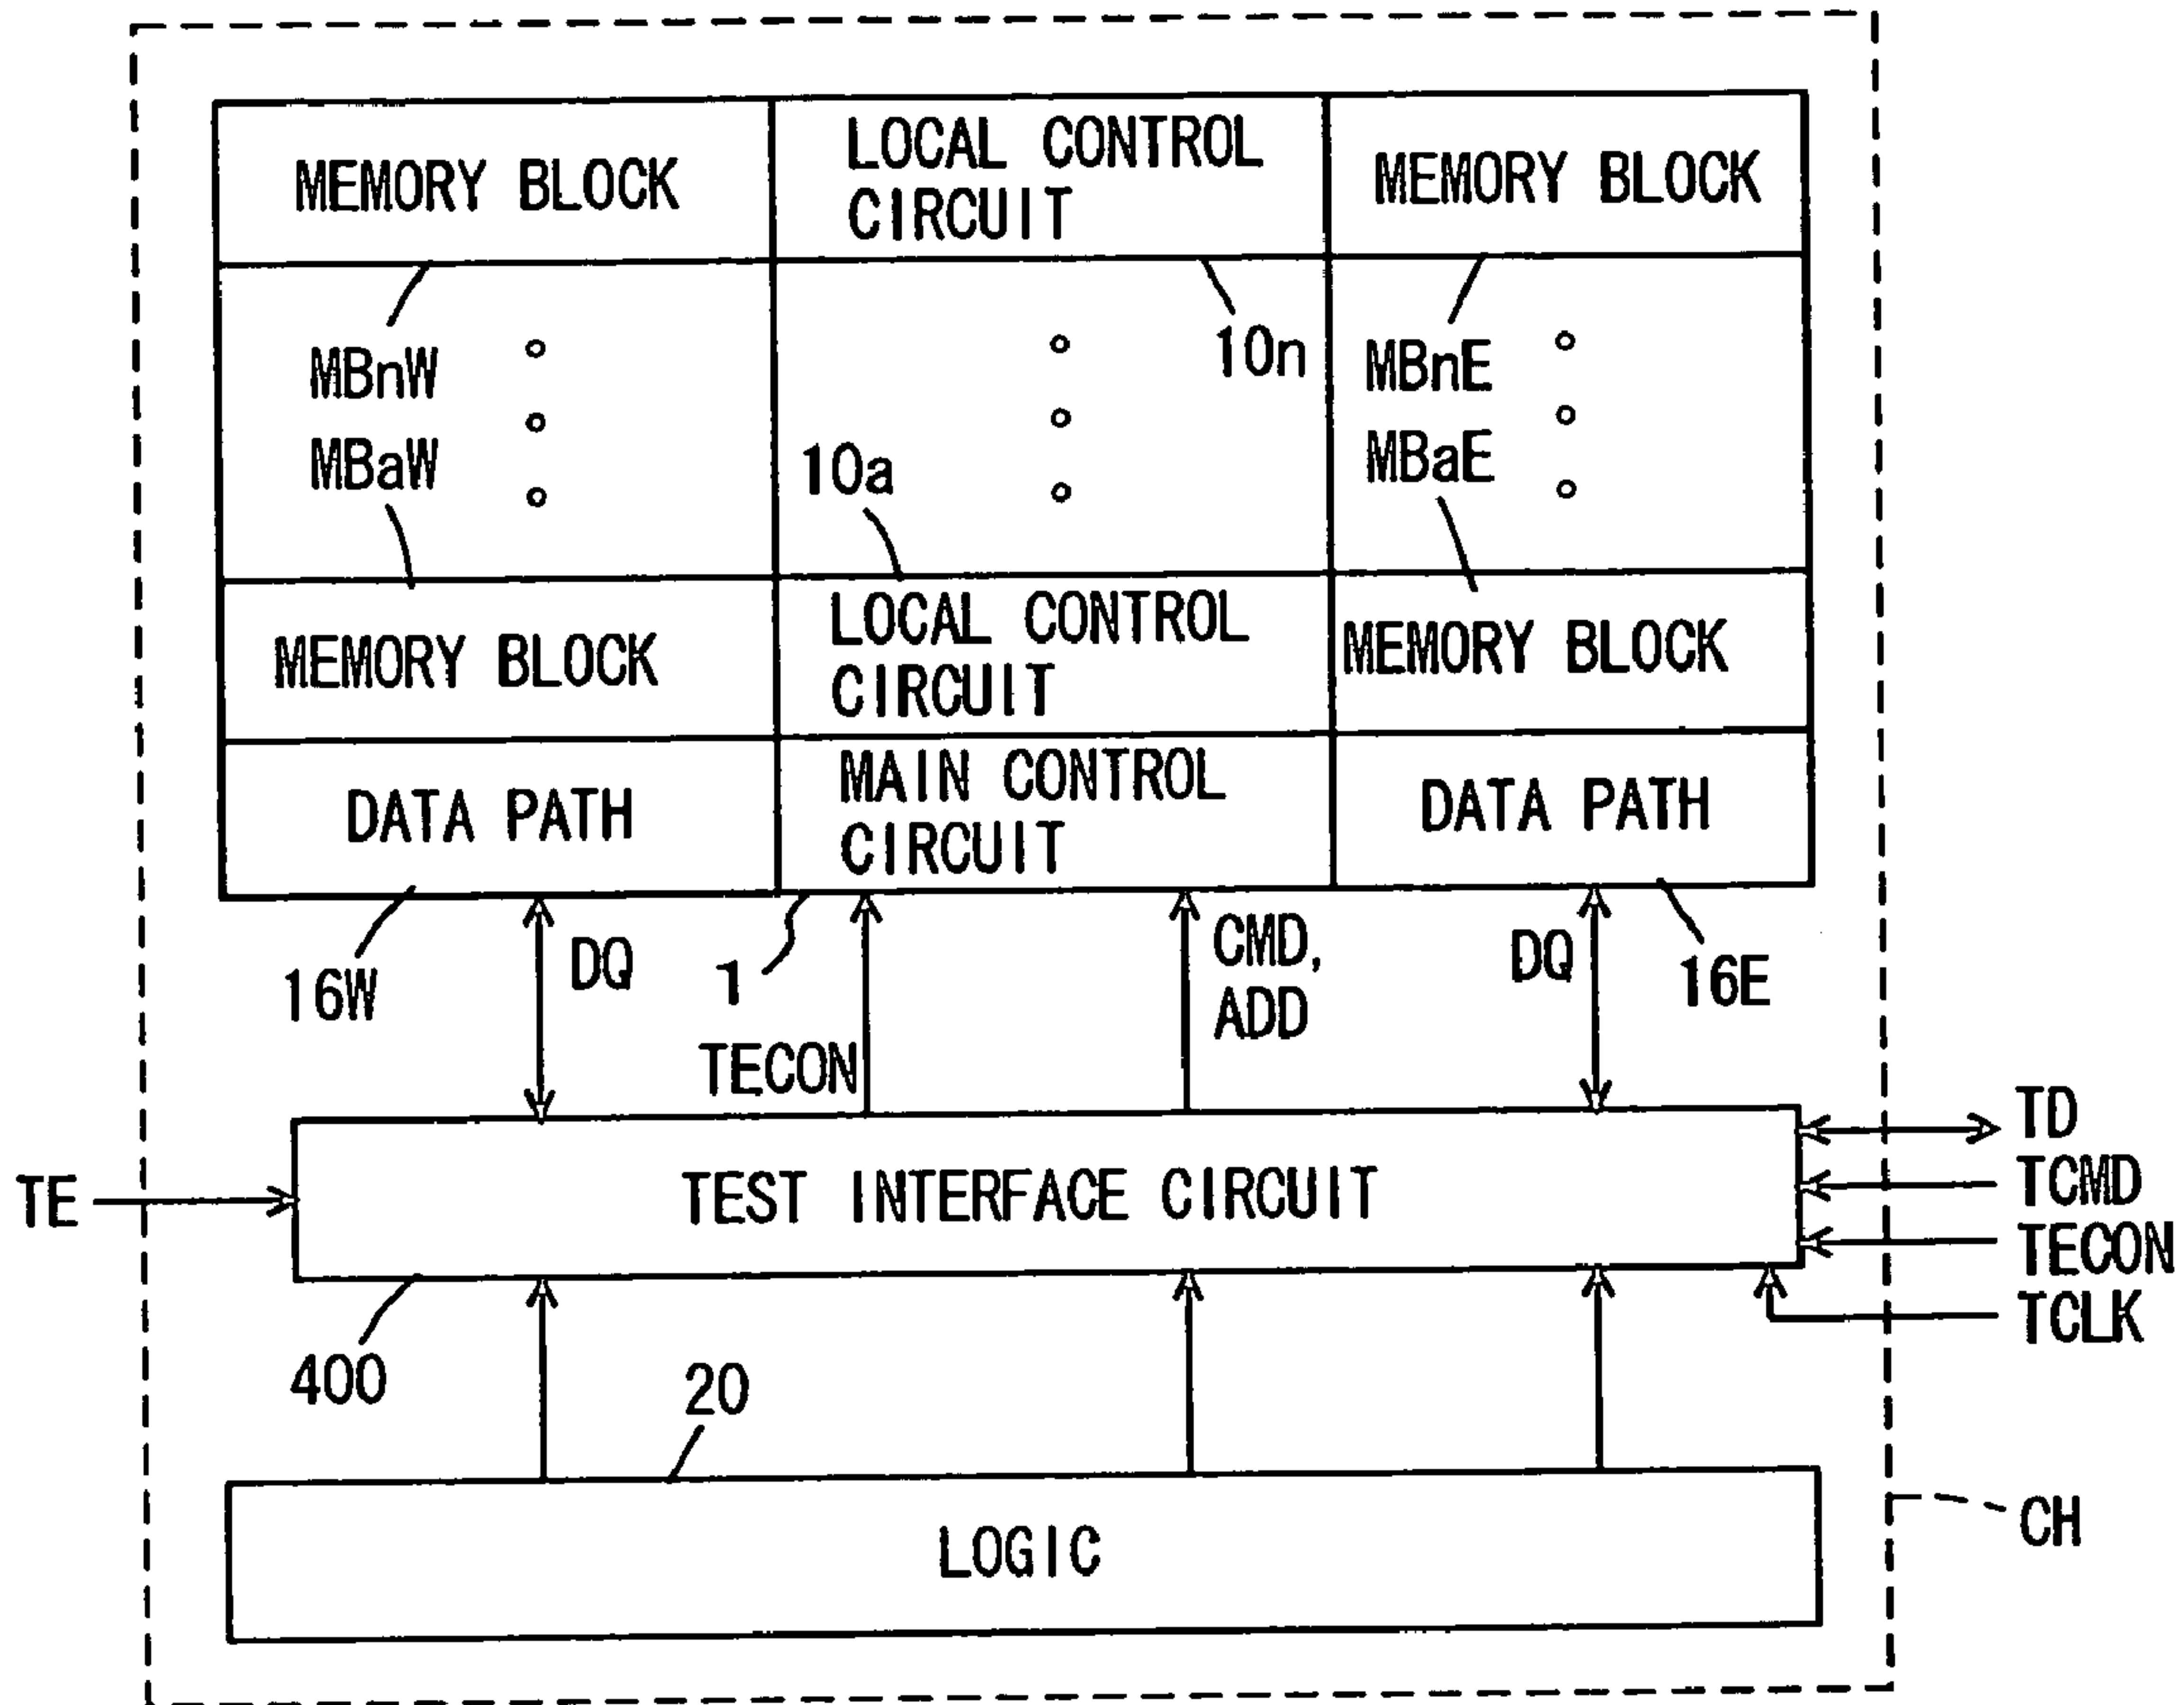 MEMORY BLOCK
LOCAL CONTROL
CIRCUIT
MEMORY BLOCK
MBnW
10n
MBnE
MBaW
10a
MBaE
MEMORY BLOCK
LOCAL CONTROL
CIRCUIT
MEMORY BLOCK
DATA PATH
MAIN CONTROL
CIRCUIT
DATA PATH
16W
DQ
1
TECON
CMD,
ADD
DQ
16E
TE
TEST INTERFACE CIRCUIT
TD
TCMD
TECON
TCLK
400
20
LOGIC
CH